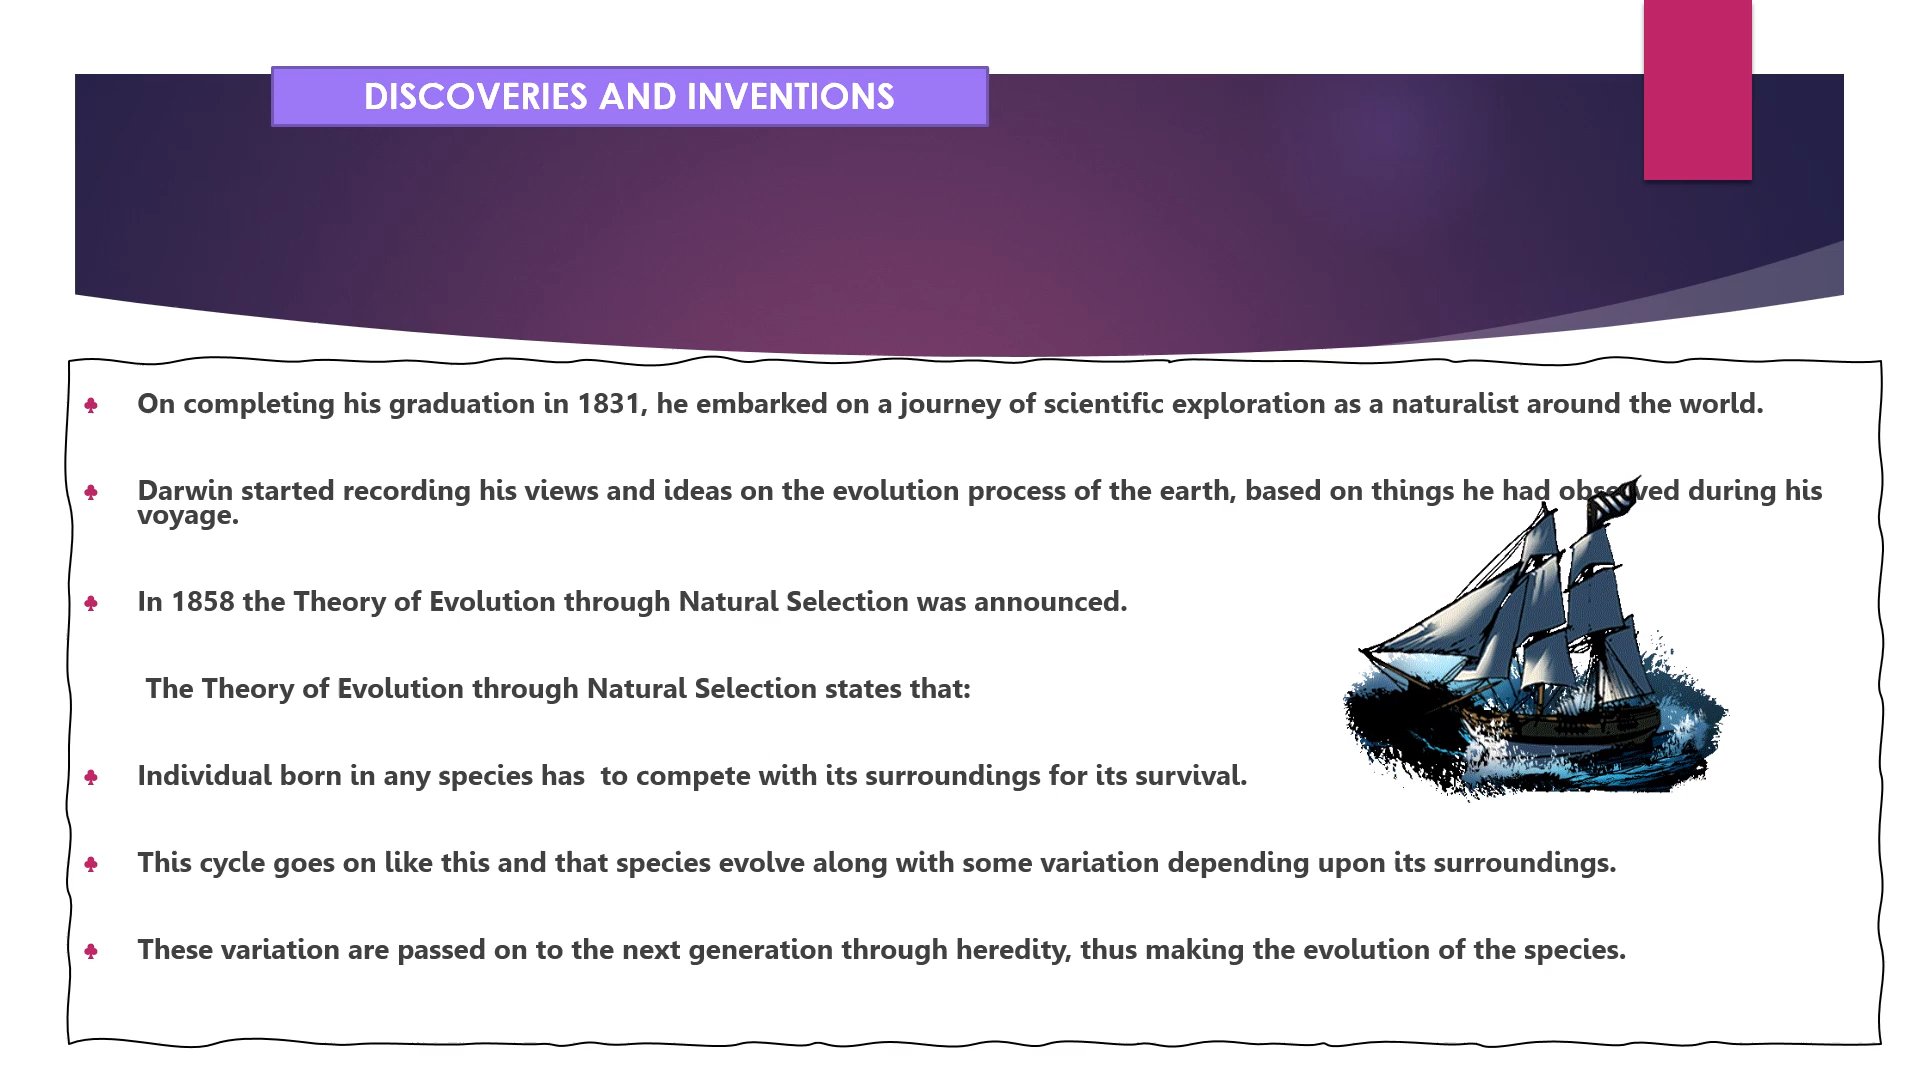 DISCOVERIES AND INVENTIONS
On completing his graduation in 1831, he embarked on a journey of scientific exploration as a naturalist around the world.
Darwin started recording his views and ideas on the evolution process of the earth, based on things he had observed during his
voyage.
In 1858 the Theory of Evolution through Natural Selection was announced.
The Theory of Evolution through Natural Selection states that:
Individual born in any species has  to compete with its surroundings for its survival.
This cycle goes on like this and that species evolve along with some variation depending upon its surroundings.
These variation are passed on to the next generation through heredity, thus making the evolution of the species.